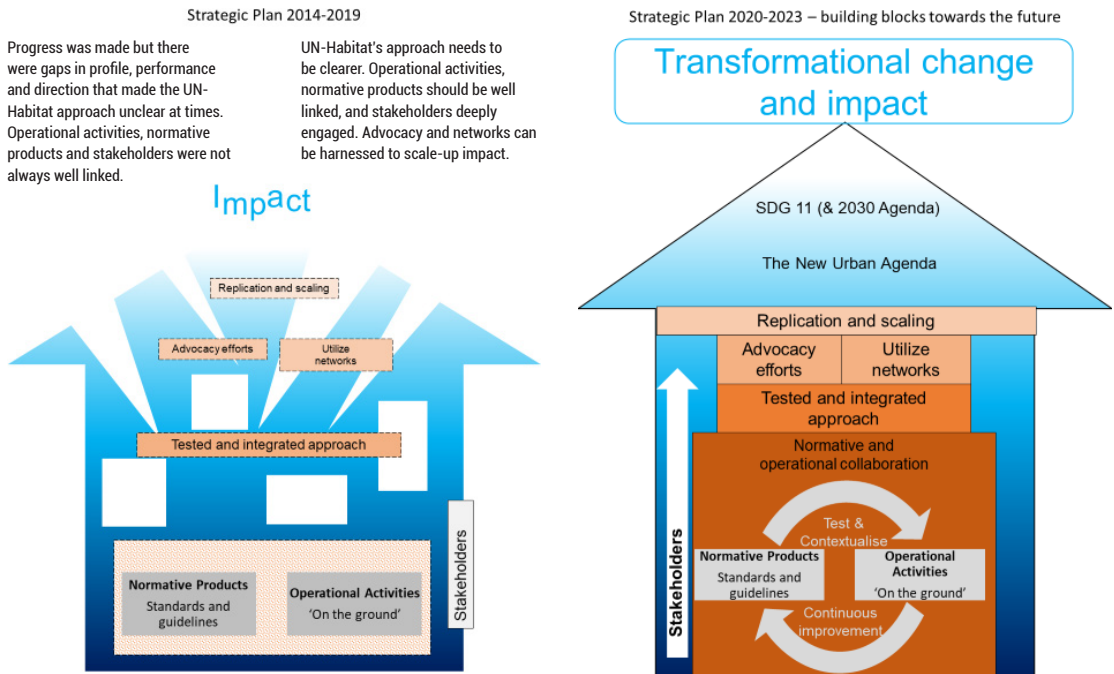 Strategic Plan 2014-2019
Progress was made but there
were gaps in profile, performance
and direction that made the UN-
Habitat approach unclear at times.
Operational activities, normative
products and stakeholders were not
always well linked.
UN-Habitat's approach needs to
be clearer. Operational activities,
normative products should be well
linked, and stakeholders deeply
engaged. Advocacy and networks can
be harnessed to scale-up impact.
Impact
Replication and scaling
Advocacy efforts
Utilize
networks
Tested and integrated approach
Stakeholders
Normative Products
Standards and
guidelines
Operational Activities
'On the ground'
Strategic Plan 2020-2023 – building blocks towards the future
Transformational change
and impact
SDG 11 (& 2030 Agenda)
The New Urban Agenda
Replication and scaling
Advocacy
efforts
Utilize
networks
Tested and integrated
approach
Normative and
operational collaboration
Test &
Contextualise
Stakeholders
Normative Products
Standards and
guidelines
Operational
Activities
'On the ground'
Continuous
improvement